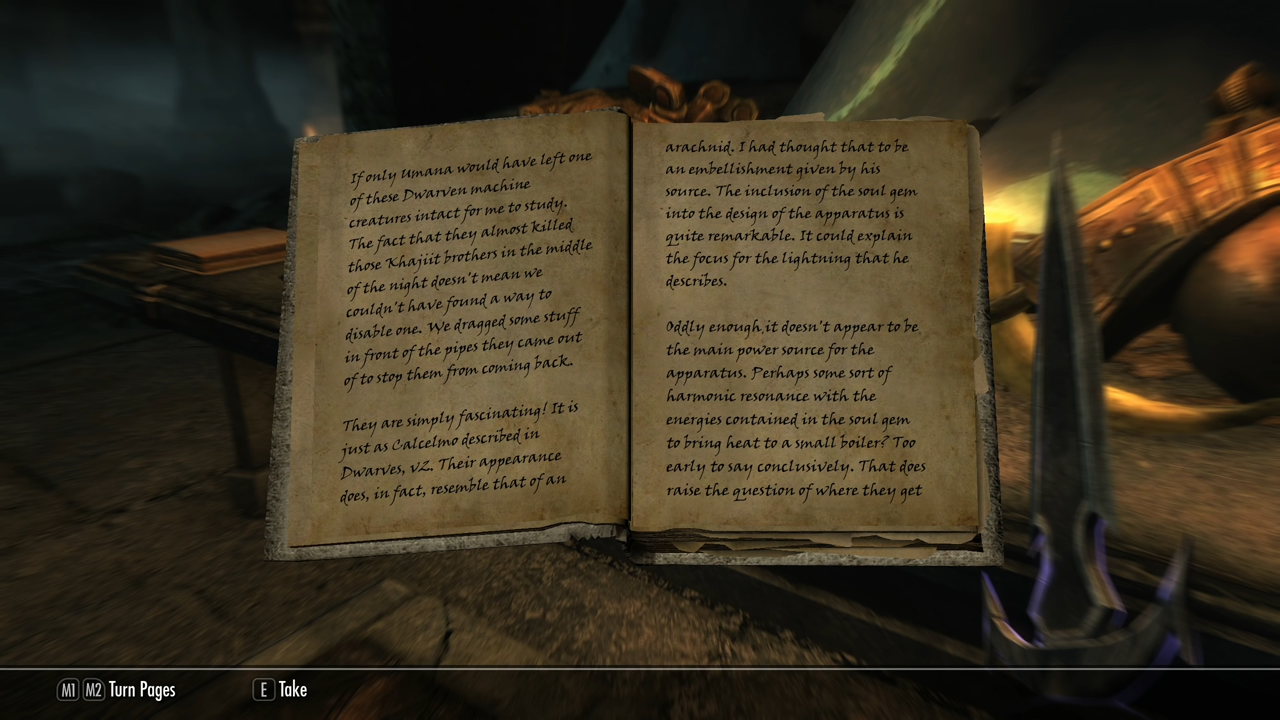 If only Umana would have left one
of these Dwarven machine
creatures intact for me to study.
The fact that they almost killed
those Khajiit brothers in the middle
of the night doesn't mean we
couldn't have found a way to
disable one. We dragged some stuff
in front of the pipes they came out
of to stop them from coming back.
They are simply fascinating! It is
just as Calcelmo described in
Dwarves, v2. Their appearance
does, in fact, resemble that of an
arachnid. I had thought that to be
an embellishment given by his
source. The inclusion of the soul gem
into the design of the apparatus is
quite remarkable. It could explain
the focus for the lightning that he
describes.
Oddly enough,it doesn't appear to be
the main power source for the
apparatus. Perhaps some sort of
harmonic resonance with the
energies contained in the soul gem
to bring heat to a small boiler? Too
early to say conclusively. That does
raise the question of where they get
M1 M2 Turn Pages
E Take